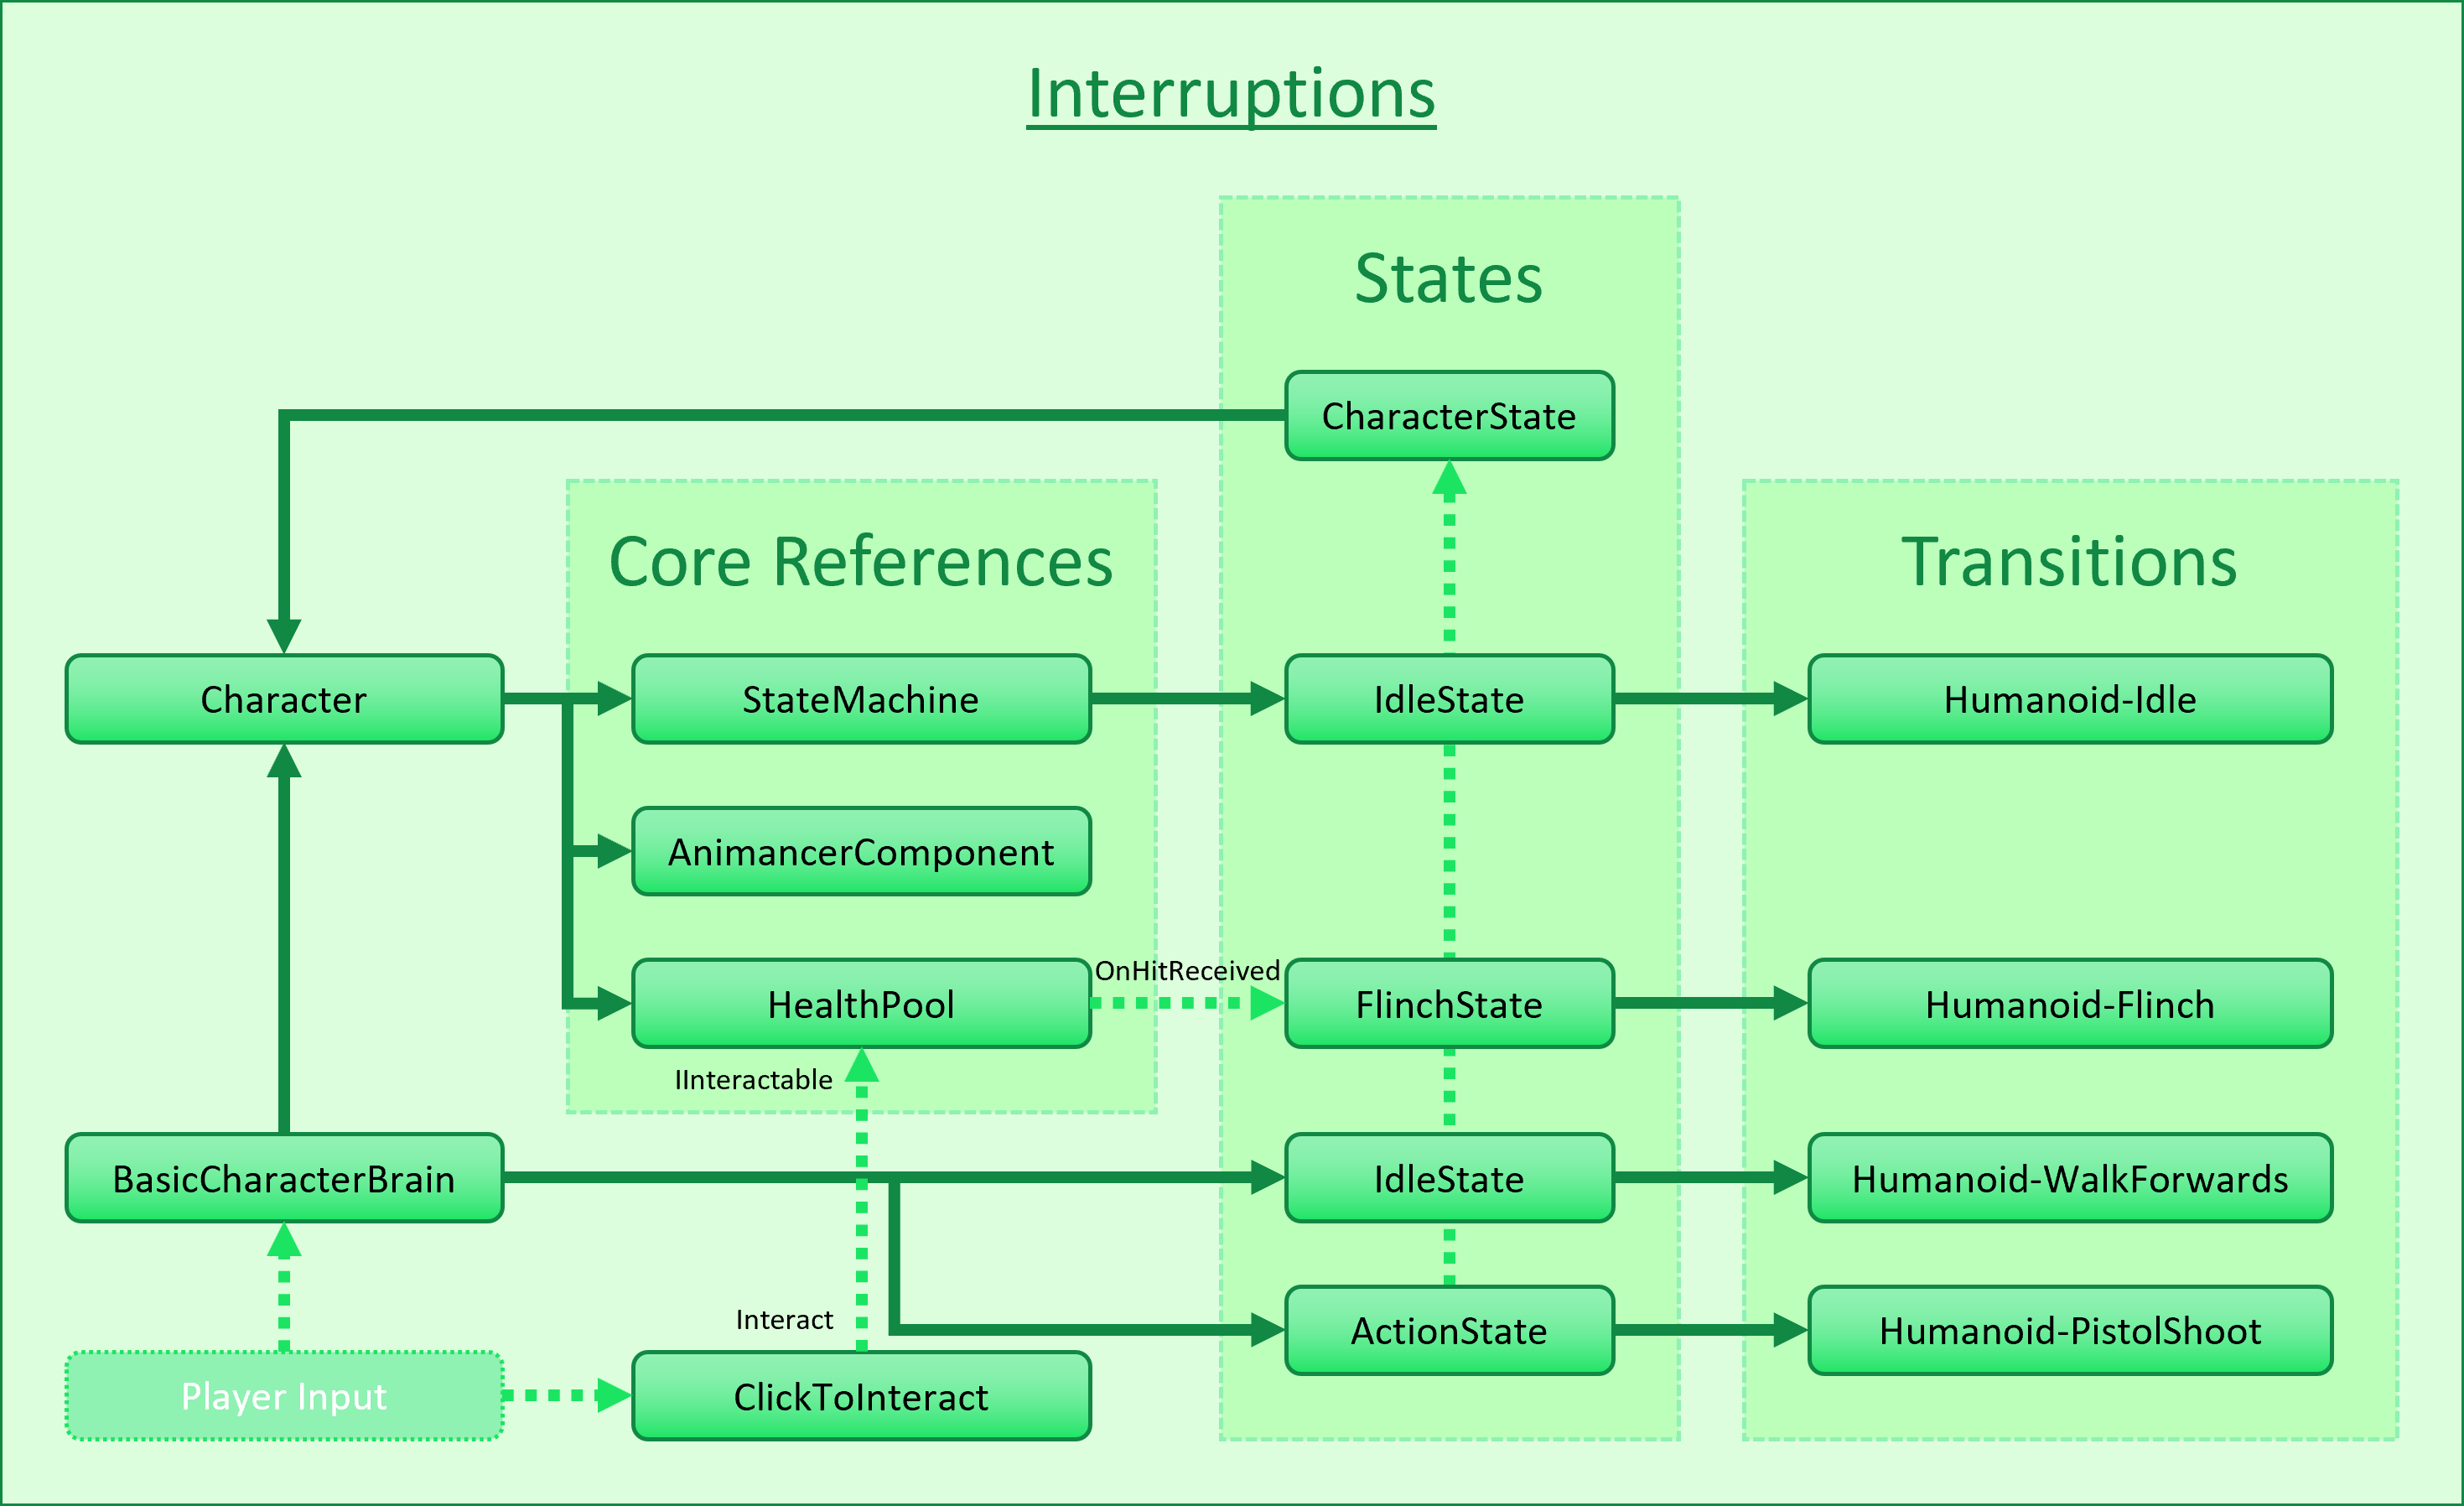 Interruptions
States
CharacterState
Core References
Transitions
Character
StateMachine
IdleState
Humanoid-Idle
AnimancerComponent
HealthPool
OnHitReceived
FlinchState
Humanoid-Flinch
IInteractable
BasicCharacterBrain
IdleState
Humanoid-WalkForwards
Interact
ActionState
Humanoid-PistolShoot
Player Input
ClickToInteract